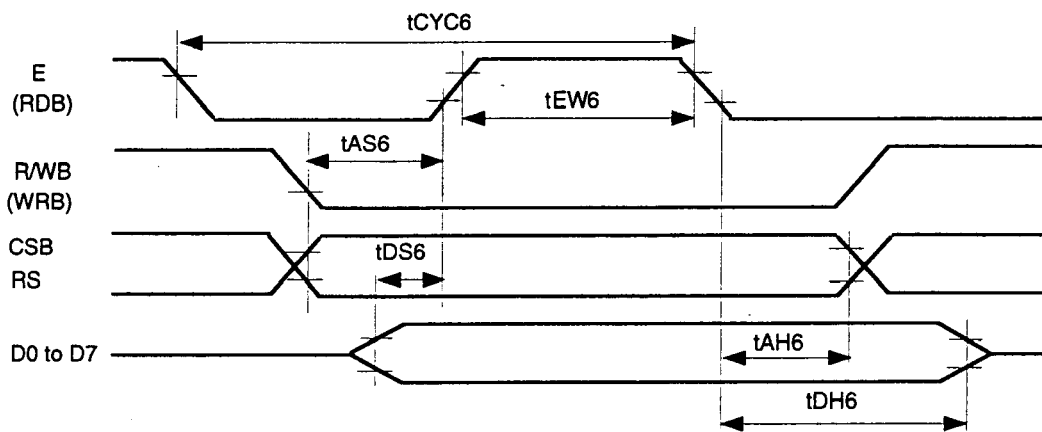 tCYC6
E
(RDB)
tEW6
tAS6
R/WB
(WRB)
CSB
RS
tDS6
D0 to D7
tAH6
tDH6